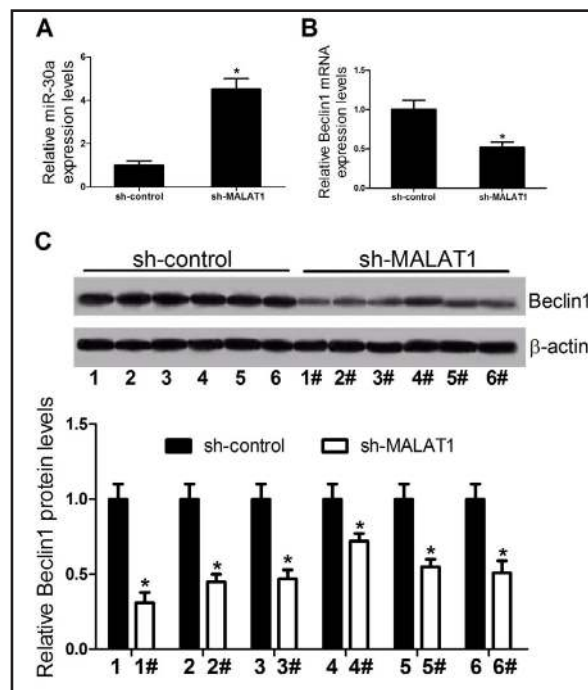 A
Relative miR-30a
expression levels
6
4
2
0
*
sh-control
sh-MALAT1
B
Relative Beclin1 mRNA
expression levels
1.5
1.0
0.5
0.0
*
sh-control
sh-MALAT1
C
sh-control sh-MALAT1
Beclin1
β-actin
1 2 3 4 5 6 1# 2# 3# 4# 5# 6#
Relative Beclin1 protein levels
sh-control sh-MALAT1
1.5
1.0
0.5
0.0
* * * * * *
1 1# 2 2# 3 3# 4 4# 5 5# 6 6#